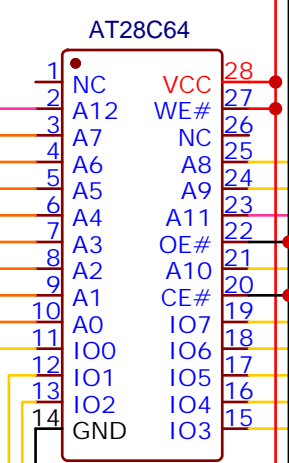 AT28C64
1 NC VCC 28
2 A12 WE# 27
3 A7 NC 26
4 A6 A8 25
5 A5 A9 24
6 A4 A11 23
7 A3 OE# 22
8 A2 A10 21
9 A1 CE# 20
10 A0 IO7 19
11 IO0 IO6 18
12 IO1 IO5 17
13 IO2 IO4 16
14 GND IO3 15